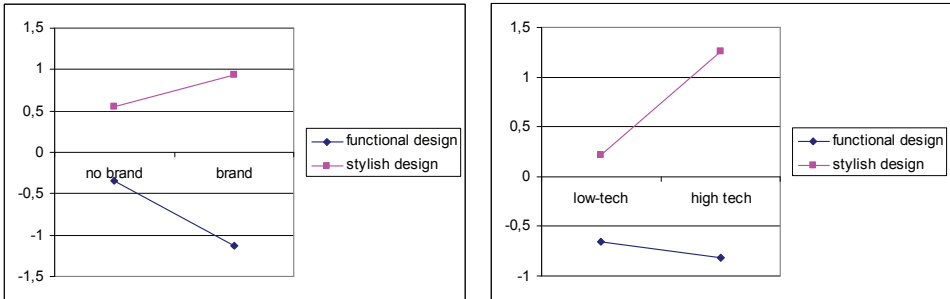 1,5
1
0,5
0
-0,5
-1
-1,5
no brand brand
functional design
stylish design
1,5
1
0,5
0
-0,5
-1
low-tech high tech
functional design
stylish design